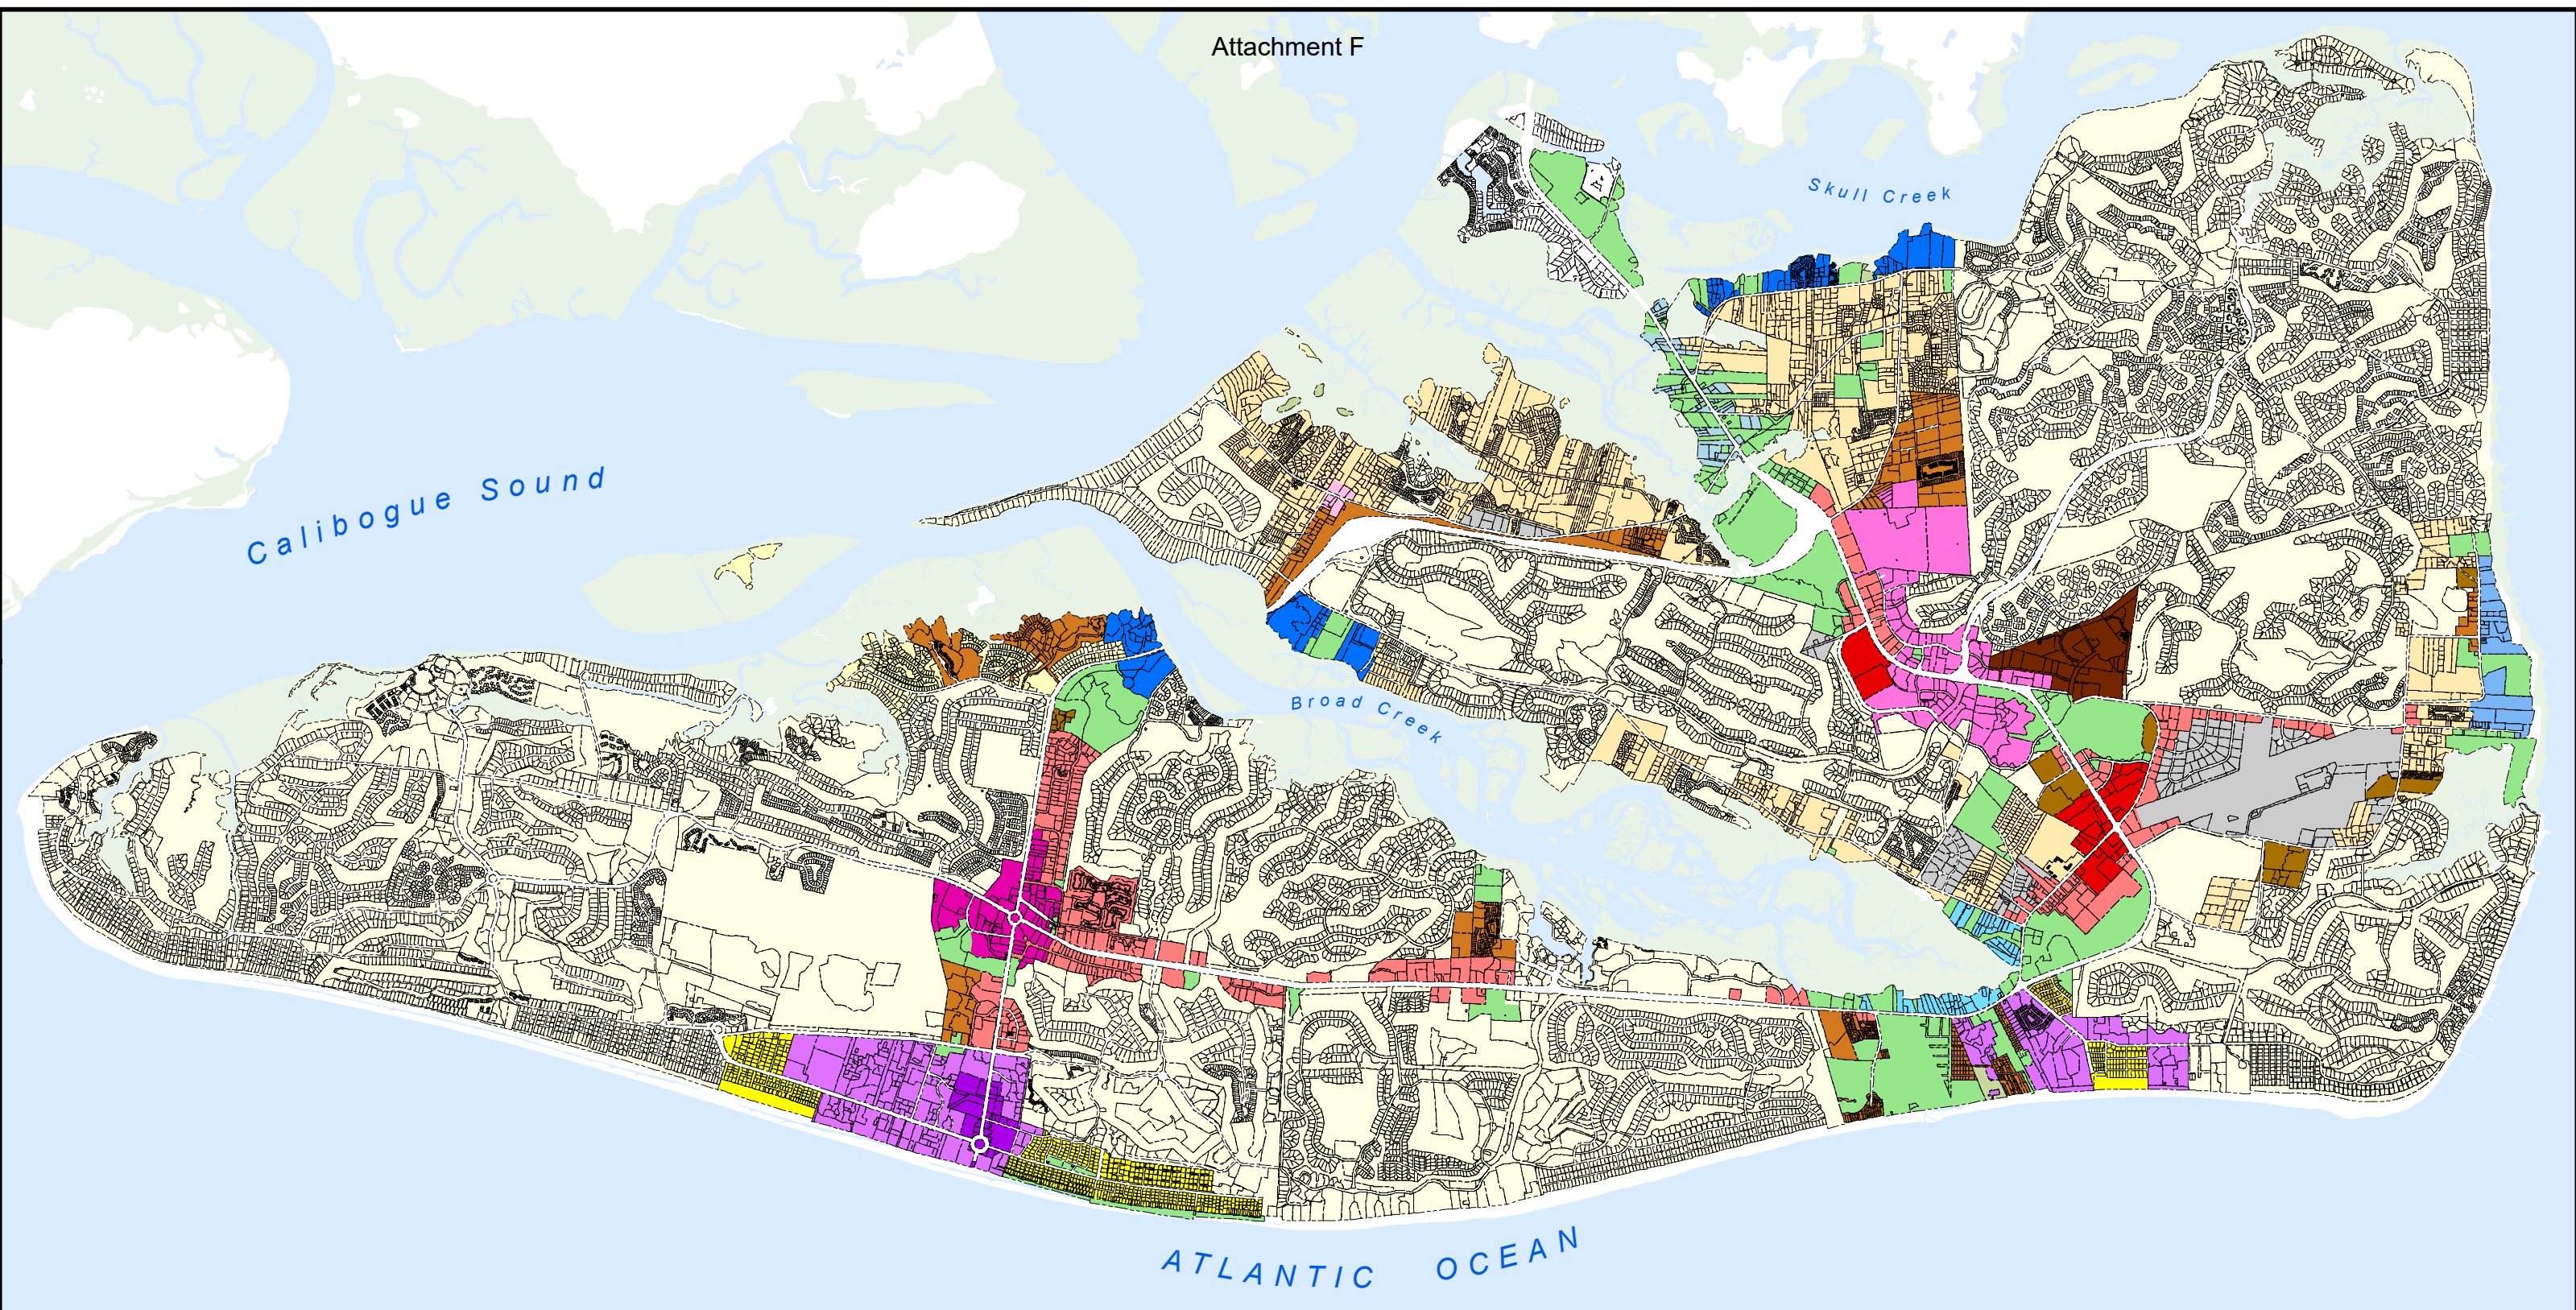 Attachment F
Skull Creek
Calibogue Sound
Broad Creek
ATLANTIC OCEAN